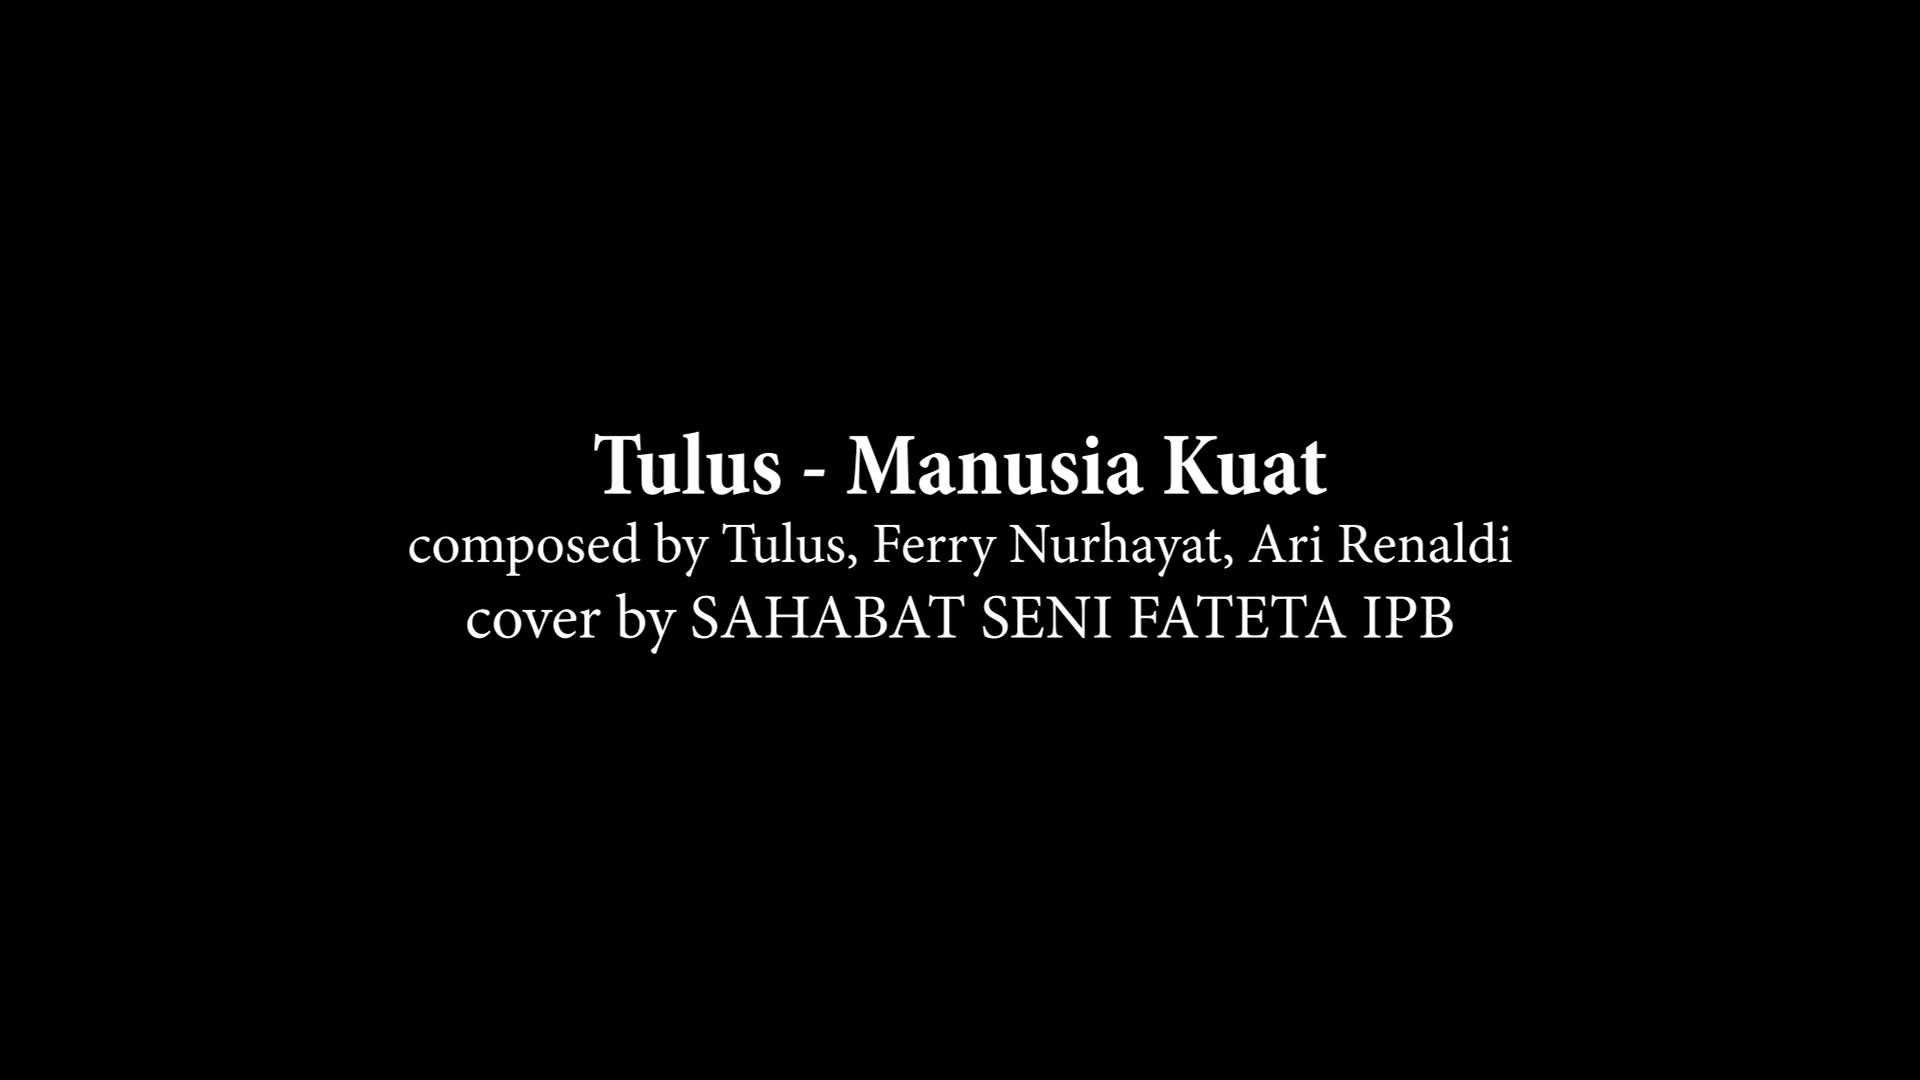 Tulus - Manusia Kuat
composed by Tulus, Ferry Nurhayat, Ari Renaldi
cover by SAHABAT SENI FATETA IPB